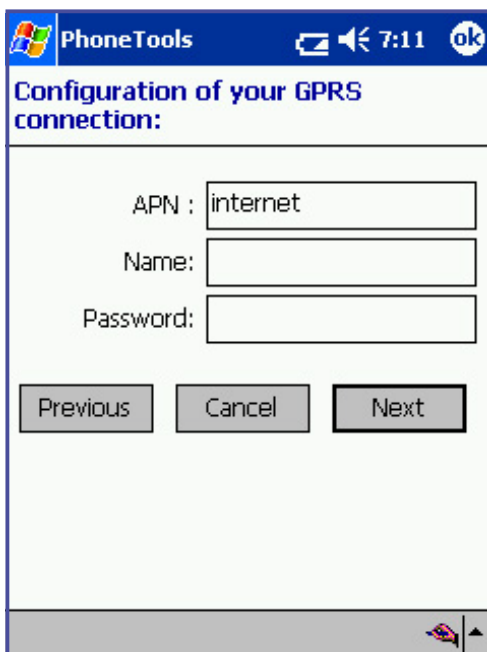 PhoneTools 7:11 ok
Configuration of your GPRS
connection:
APN : internet
Name:
Password:
Previous Cancel Next